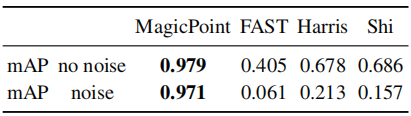 MagicPoint FAST Harris Shi
mAP no noise 0.979 0.405 0.678 0.686
mAP noise 0.971 0.061 0.213 0.157